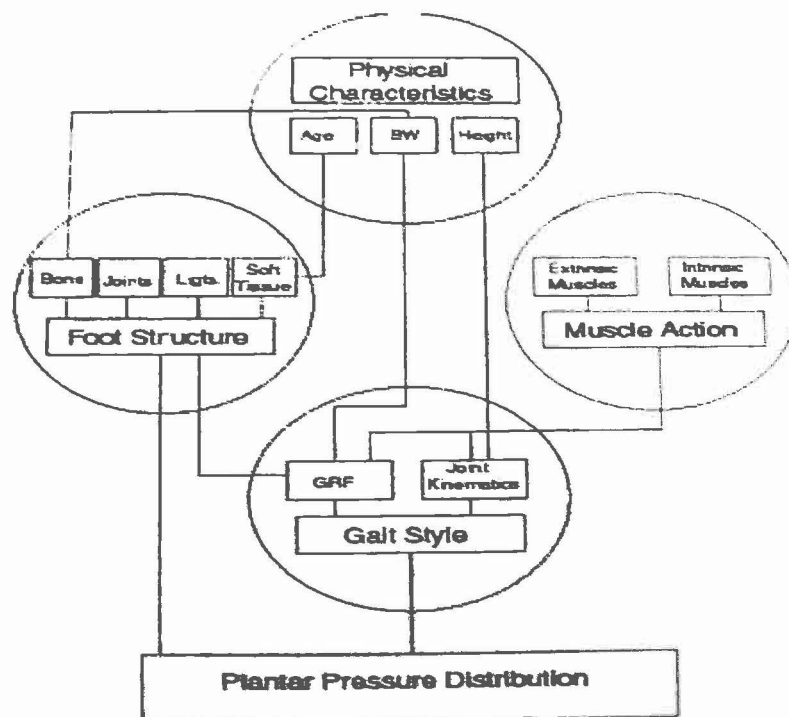 Physical
Characteristics
Age
BW
Height
Bone
Joints
Ligts.
Soft
Tissue
Foot Structure
Extrinsic
Muscles
Intrinsic
Muscles
Muscle Action
GRF
Joint
Kinematics
Gait Style
Plantar Pressure Distribution